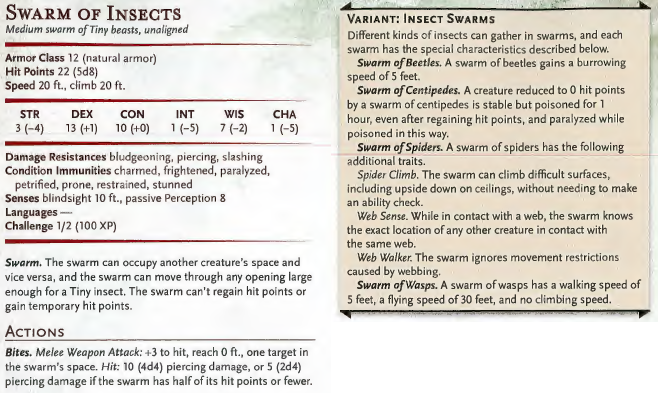 SWARM OF INSECTS
Medium swarm of Tiny beasts, unaligned
Armor Class 12 (natural armor)
Hit Points 22 (5d8)
Speed 20 ft., climb 20 ft.
STR DEX CON INT WIS CHA
3 (−4) 13 (+1) 10 (+0) 1 (−5) 7 (−2) 1 (−5)
Damage Resistances bludgeoning, piercing, slashing
Condition Immunities charmed, frightened, paralyzed,
petrified, prone, restrained, stunned
Senses blindsight 10 ft., passive Perception 8
Languages —
Challenge 1/2 (100 XP)
Swarm. The swarm can occupy another creature's space and
vice versa, and the swarm can move through any opening large
enough for a Tiny insect. The swarm can't regain hit points or
gain temporary hit points.
ACTIONS
Bites. Melee Weapon Attack: +3 to hit, reach 0 ft., one target in
the swarm's space. Hit: 10 (4d4) piercing damage, or 5 (2d4)
piercing damage if the swarm has half of its hit points or fewer.
VARIANT: INSECT SWARMS
Different kinds of insects can gather in swarms, and each
swarm has the special characteristics described below.
Swarm of Beetles. A swarm of beetles gains a burrowing
speed of 5 feet.
Swarm of Centipedes. A creature reduced to 0 hit points
by a swarm of centipedes is stable but poisoned for 1
hour, even after regaining hit points, and paralyzed while
poisoned in this way.
Swarm of Spiders. A swarm of spiders has the following
additional traits.
Spider Climb. The swarm can climb difficult surfaces,
including upside down on ceilings, without needing to make
an ability check.
Web Sense. While in contact with a web, the swarm knows
the exact location of any other creature in contact with
the same web.
Web Walker. The swarm ignores movement restrictions
caused by webbing.
Swarm of Wasps. A swarm of wasps has a walking speed of
5 feet, a flying speed of 30 feet, and no climbing speed.